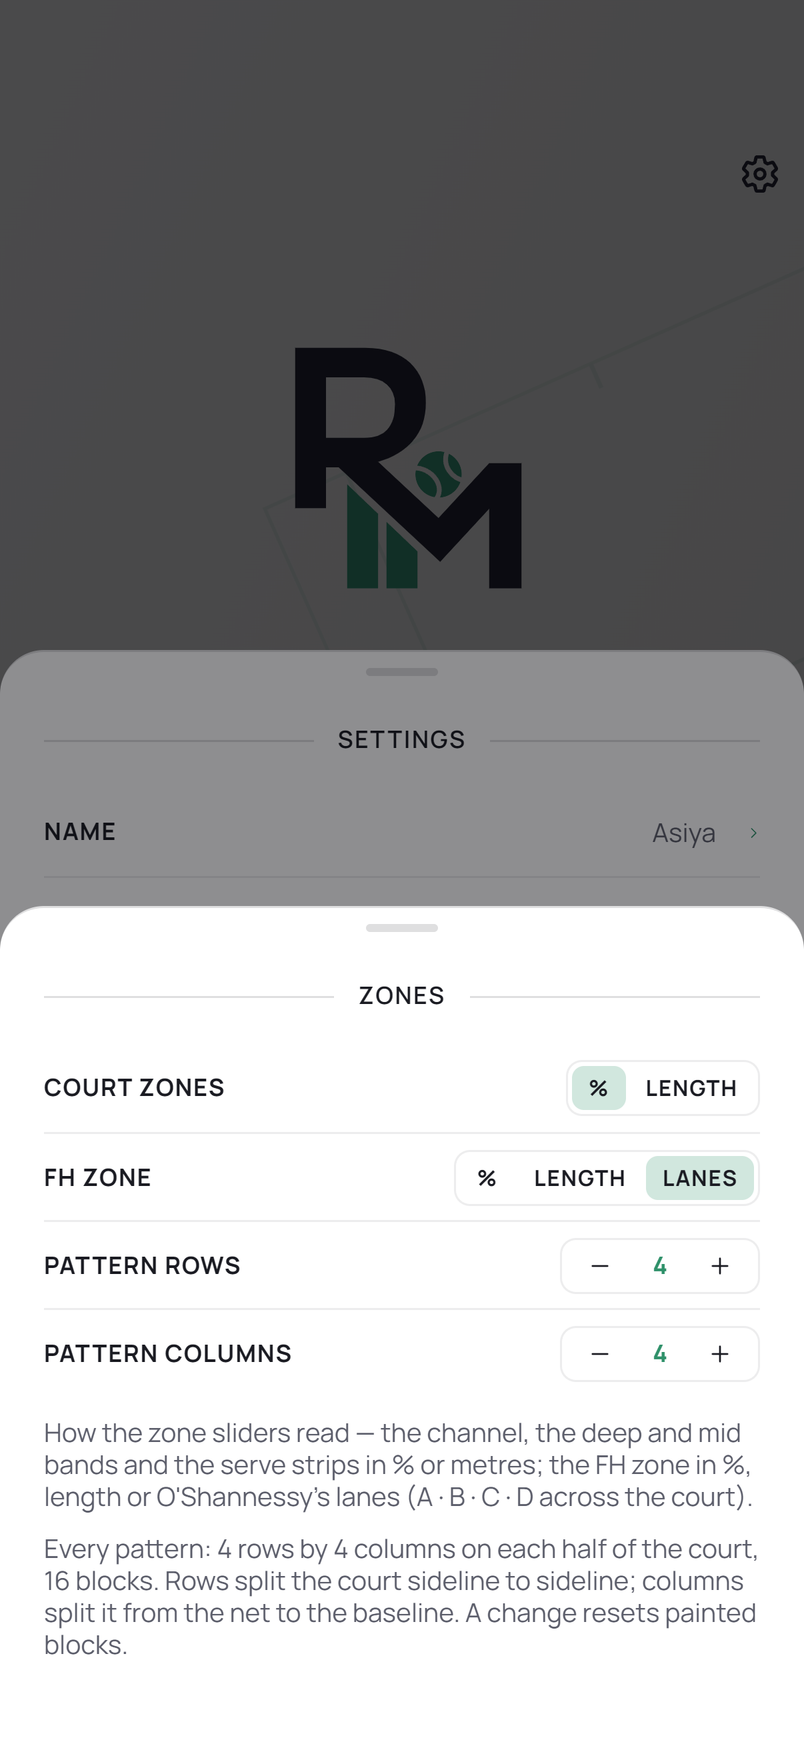 RM
SETTINGS
NAME Asiya
ZONES
COURT ZONES % LENGTH
FH ZONE % LENGTH LANES
PATTERN ROWS − 4 +
PATTERN COLUMNS − 4 +
How the zone sliders read — the channel, the deep and mid
bands and the serve strips in % or metres; the FH zone in %,
length or O'Shannessy's lanes (A · B · C · D across the court).
Every pattern: 4 rows by 4 columns on each half of the court,
16 blocks. Rows split the court sideline to sideline; columns
split it from the net to the baseline. A change resets painted
blocks.